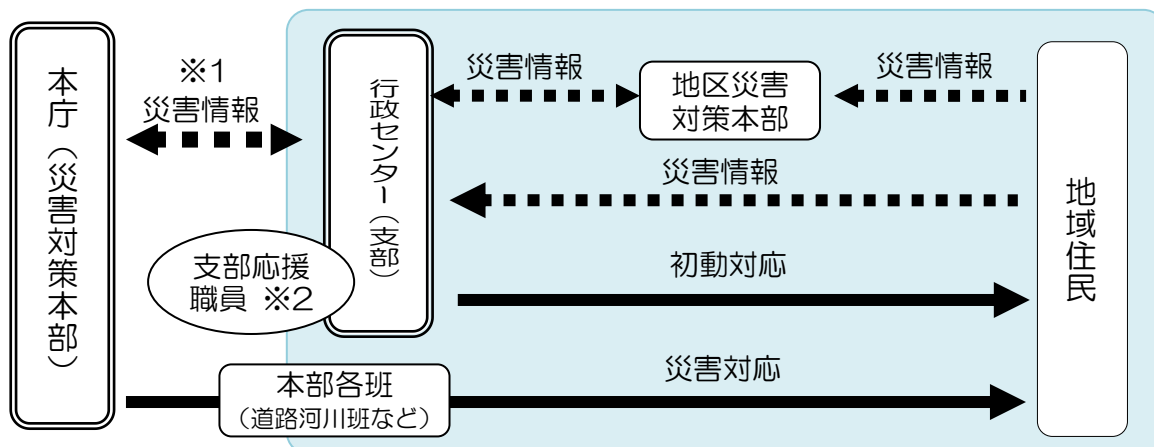 本庁（災害対策本部）
※1
災害情報
行政センター（支部）
災害情報
地区災害
対策本部
災害情報
災害情報
地域住民
支部応援
職員 ※2
初動対応
本部各班
（道路河川班など）
災害対応